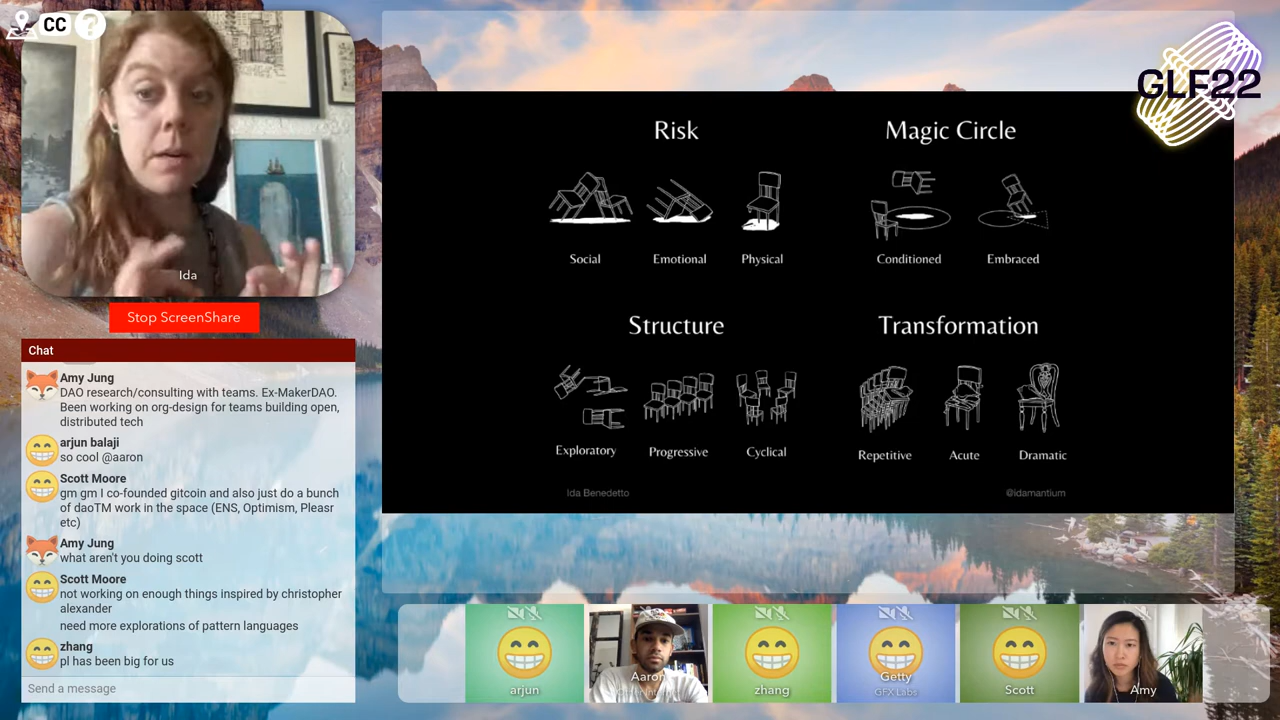 CC
?
Ida
Stop ScreenShare
Chat
Amy Jung
DAO research/consulting with teams. Ex-MakerDAO.
Been working on org-design for teams building open,
distributed tech
arjun balaji
so cool @aaron
Scott Moore
gm gm I co-founded gitcoin and also just do a bunch
of daoTM work in the space (ENS, Optimism, Pleasr
etc)
Amy Jung
what aren't you doing scott
Scott Moore
not working on enough things inspired by christopher
alexander
need more explorations of pattern languages
zhang
pl has been big for us
Send a message
GLF22
Risk
Magic Circle
Social
Emotional
Physical
Conditioned
Embraced
Structure
Transformation
Exploratory
Progressive
Cyclical
Repetitive
Acute
Dramatic
Ida Benedetto
@idamantium
arjun
Aaron
zhang
Getty
GFX Labs
Scott
Amy